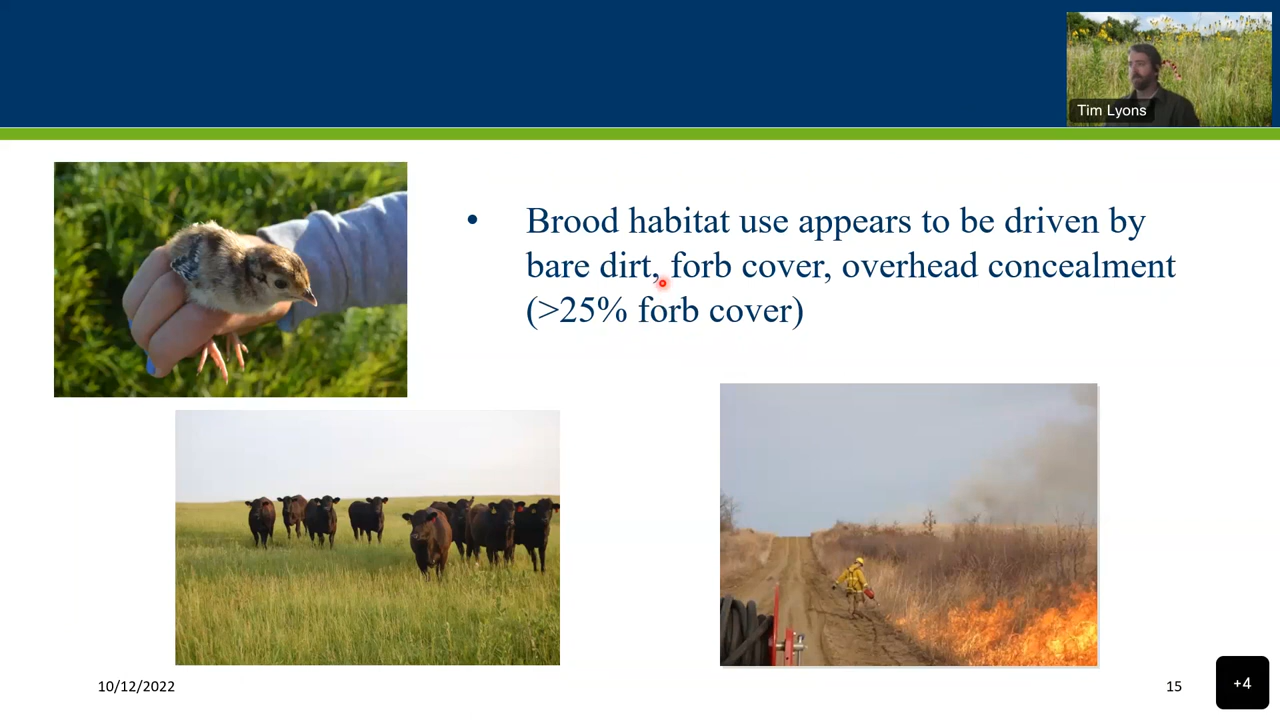 Tim Lyons
• Brood habitat use appears to be driven by
bare dirt, forb cover, overhead concealment
(>25% forb cover)
10/12/2022
15
+4